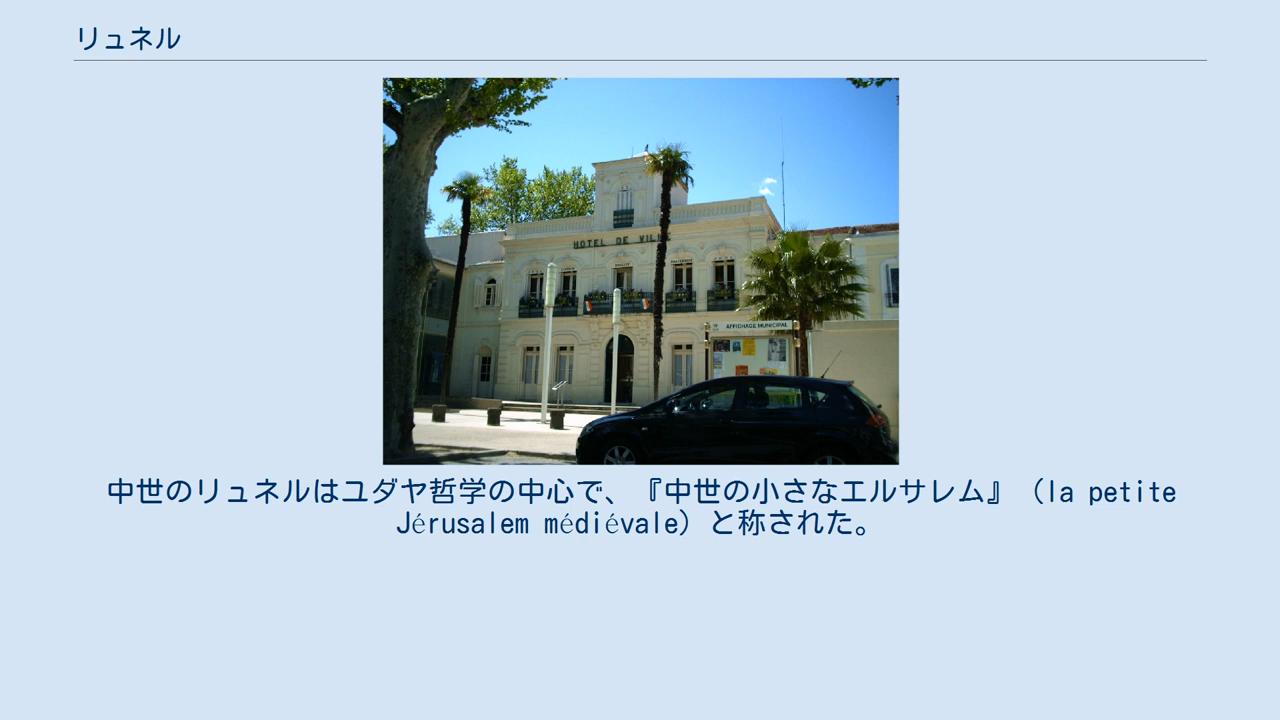 リュネル
HOTEL DE VILLE
AFFICHAGE MUNICIPAL
中世のリュネルはユダヤ哲学の中心で、『中世の小さなエルサレム』（la petite
Jérusalem médiévale）と称された。